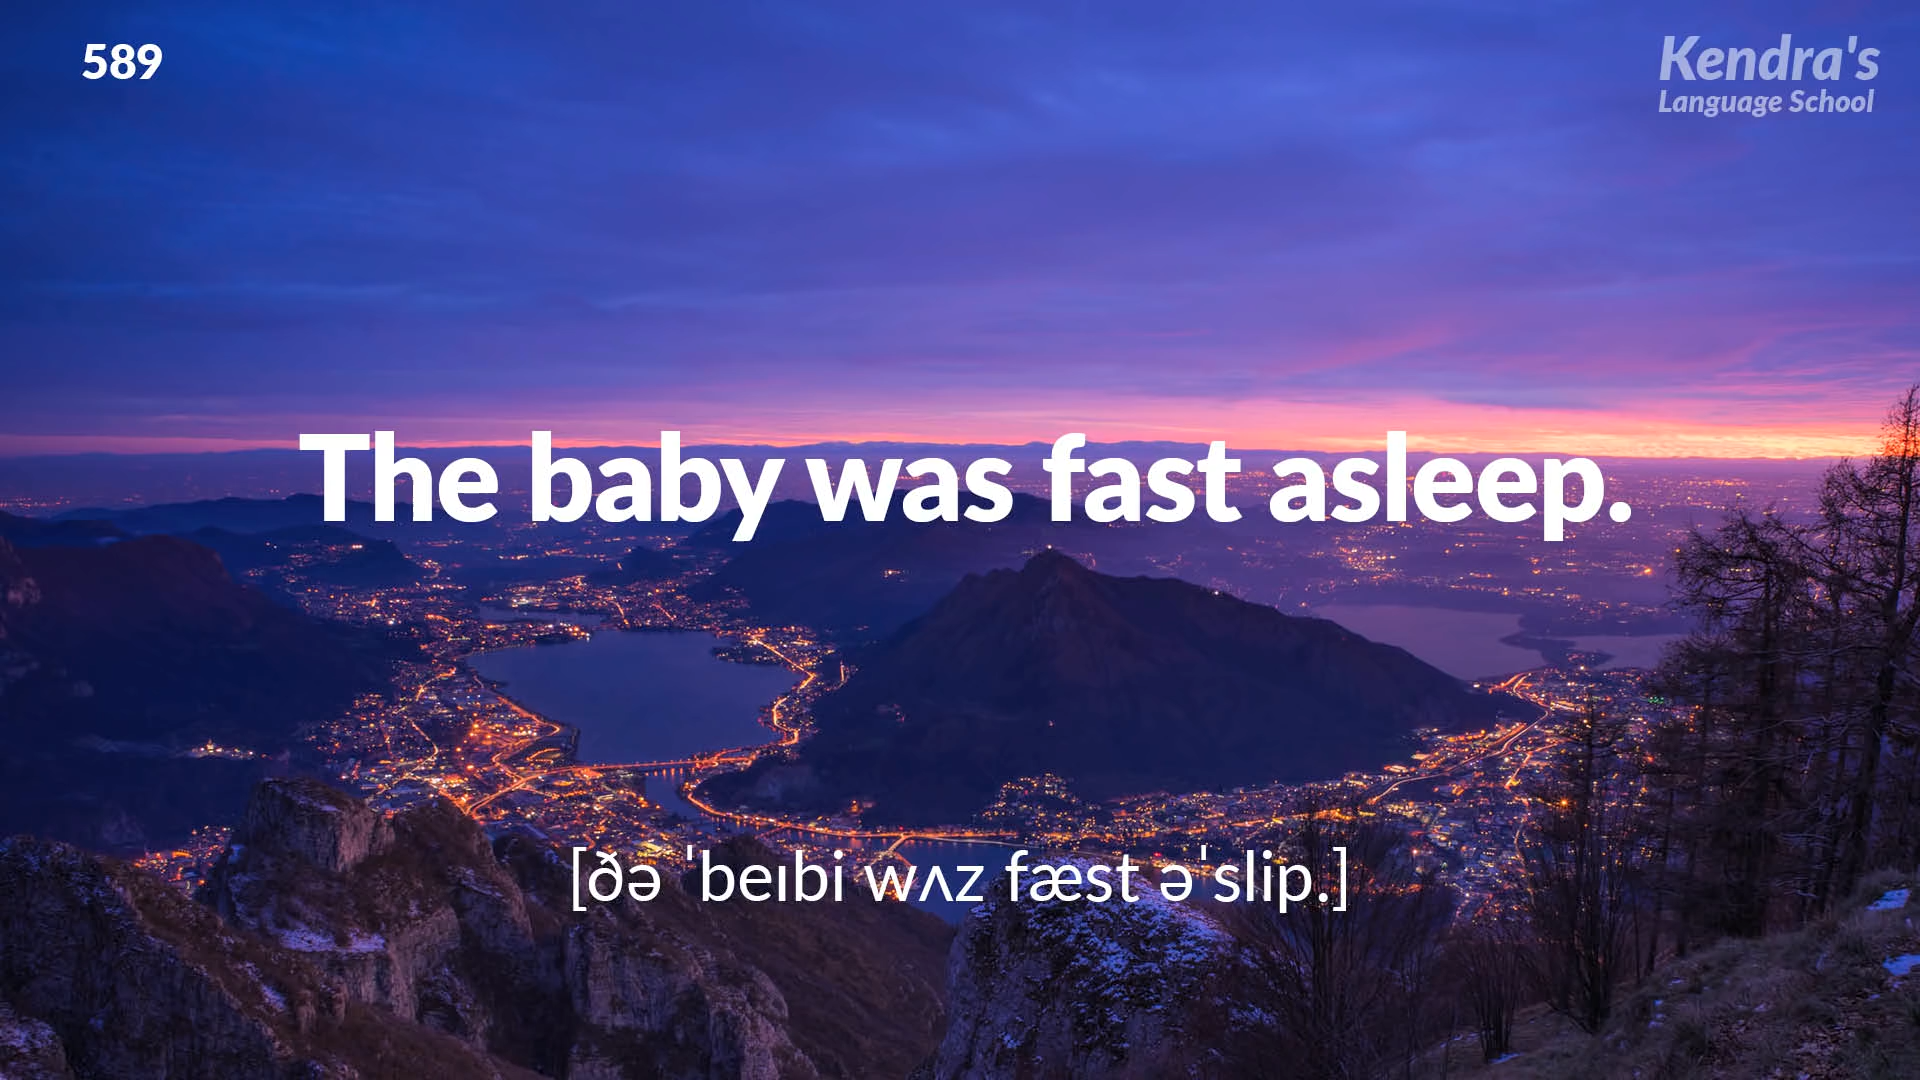 589
Kendra's
Language School
The baby was fast asleep.
[ðə ˈbeɪbi wʌz fæst əˈslip.]